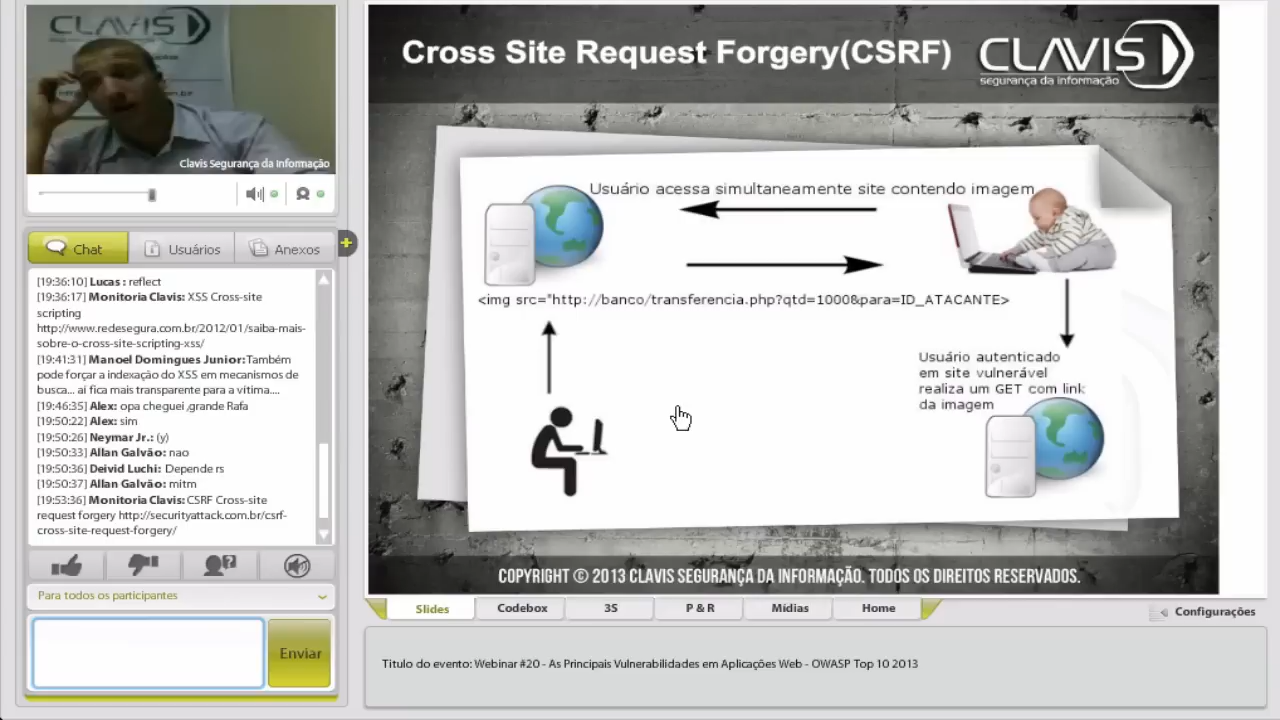 CLAVIS
Clavis Segurança da Informação
Chat
Usuários
Anexos
[19:36:10] Lucas : reflect
[19:36:17] Monitoria Clavis: XSS Cross-site
scripting
http://www.redesegura.com.br/2012/01/saiba-mais-
sobre-o-cross-site-scripting-xss/
[19:41:31] Manoel Domingues Junior: Também
pode forçar a indexação do XSS em mecanismos de
busca... aí fica mais transparente para a vítima....
[19:46:35] Alex: opa cheguei ,grande Rafa
[19:50:22] Alex: sim
[19:50:26] Neymar Jr.: (y)
[19:50:33] Allan Galvão: nao
[19:50:36] Deivid Luchi: Depende rs
[19:50:37] Allan Galvão: mitm
[19:53:36] Monitoria Clavis: CSRF Cross-site
request forgery http://securityattack.com.br/csrf-
cross-site-request-forgery/
Para todos os participantes
Enviar
Cross Site Request Forgery(CSRF)
CLAVIS
segurança da informação
Usuário acessa simultaneamente site contendo imagem
<img src="http://banco/transferencia.php?qtd=1000&para=ID_ATACANTE>
Usuário autenticado
em site vulnerável
realiza um GET com link
da imagem
COPYRIGHT © 2013 CLAVIS SEGURANÇA DA INFORMAÇÃO. TODOS OS DIREITOS RESERVADOS.
Slides
Codebox
3S
P & R
Mídias
Home
Configurações
Titulo do evento: Webinar #20 - As Principais Vulnerabilidades em Aplicações Web - OWASP Top 10 2013